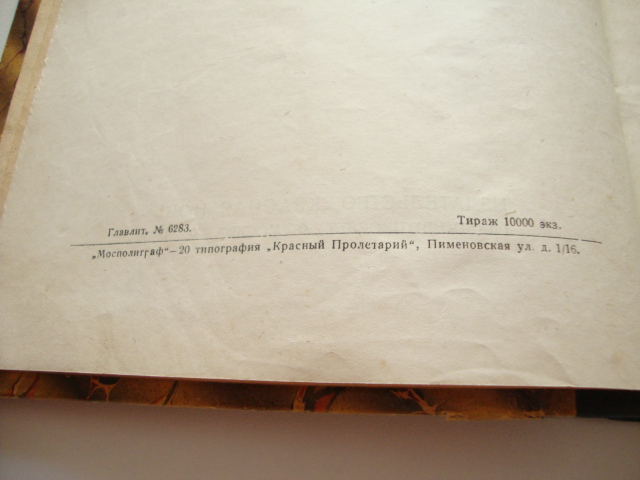 Главлит. № 6283. Тираж 10000 экз.
„Мосполиграф“—20 типография „Красный Пролетарий“, Пименовская ул. д. 1/16.